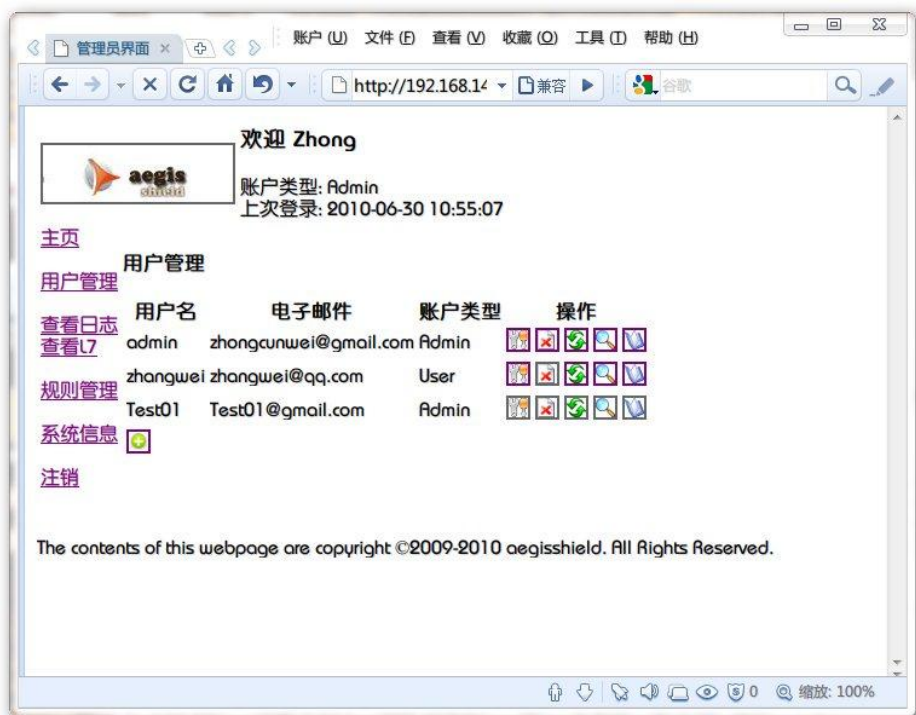 管理员界面
账户 (U) 文件 (F) 查看 (V) 收藏 (O) 工具 (T) 帮助 (H)
http://192.168.14 兼容 谷歌
aegis
shield
欢迎 Zhong
账户类型: Admin
上次登录: 2010-06-30 10:55:07
主页
用户管理
查看日志
查看L7
规则管理
系统信息
注销
用户管理
用户名 电子邮件 账户类型 操作
admin zhongcunwei@gmail.com Admin
zhangwei zhangwei@qq.com User
Test01 Test01@gmail.com Admin
The contents of this webpage are copyright ©2009-2010 aegisshield. All Rights Reserved.
0 缩放: 100%